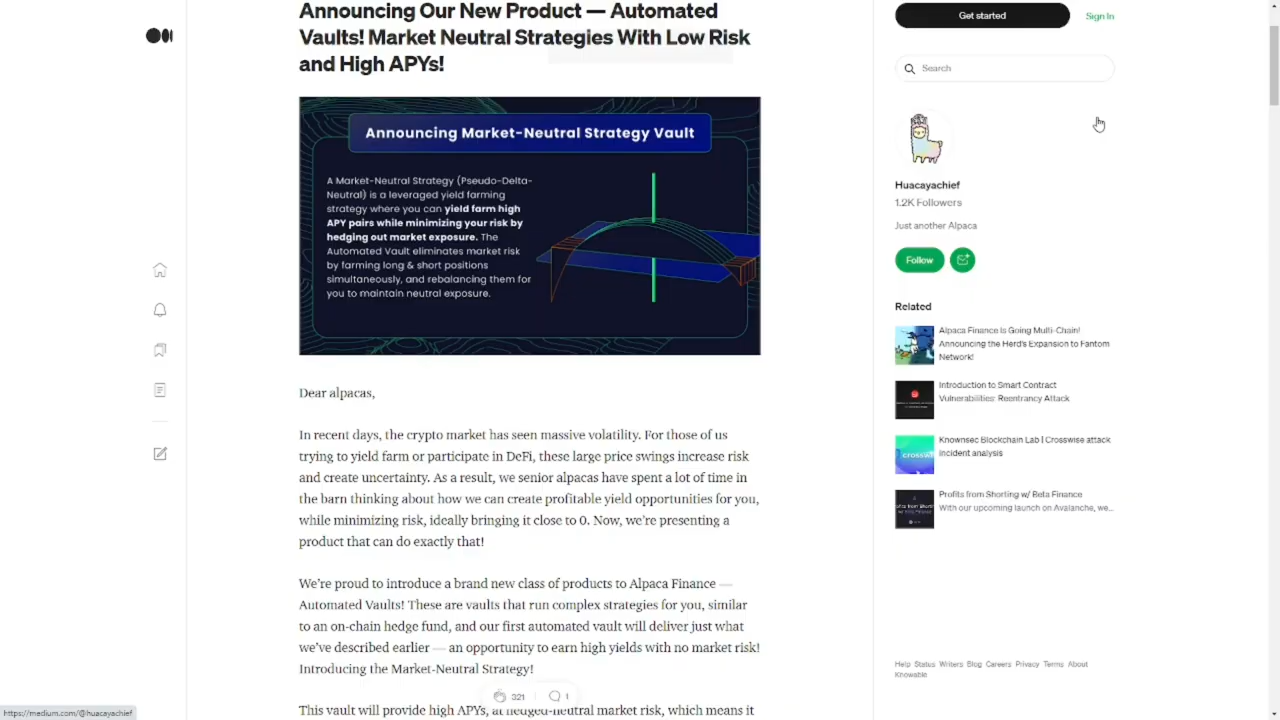 Announcing Our New Product — Automated
Vaults! Market Neutral Strategies With Low Risk
and High APYs!
Announcing Market-Neutral Strategy Vault
A Market-Neutral Strategy (Pseudo-Delta-
Neutral) is a leveraged yield farming
strategy where you can yield farm high
APY pairs while minimizing your risk by
hedging out market exposure. The
Automated Vault eliminates market risk
by farming long & short positions
simultaneously, and rebalancing them for
you to maintain neutral exposure.
Dear alpacas,
In recent days, the crypto market has seen massive volatility. For those of us
trying to yield farm or participate in DeFi, these large price swings increase risk
and create uncertainty. As a result, we senior alpacas have spent a lot of time in
the barn thinking about how we can create profitable yield opportunities for you,
while minimizing risk, ideally bringing it close to 0. Now, we're presenting a
product that can do exactly that!
We're proud to introduce a brand new class of products to Alpaca Finance —
Automated Vaults! These are vaults that run complex strategies for you, similar
to an on-chain hedge fund, and our first automated vault will deliver just what
we've described earlier — an opportunity to earn high yields with no market risk!
Introducing the Market-Neutral Strategy!
321
1
This vault will provide high APYs, at hedged-neutral market risk, which means it
Get started
Sign In
Search
Huacayachief
1.2K Followers
Just another Alpaca
Follow
Related
Alpaca Finance Is Going Multi-Chain!
Announcing the Herd's Expansion to Fantom
Network!
Introduction to Smart Contract
Vulnerabilities: Reentrancy Attack
Knownsec Blockchain Lab | Crosswise attack
incident analysis
Profits from Shorting w/ Beta Finance
With our upcoming launch on Avalanche, we...
Help Status Writers Blog Careers Privacy Terms About
Knowable
https://medium.com/@huacayachief